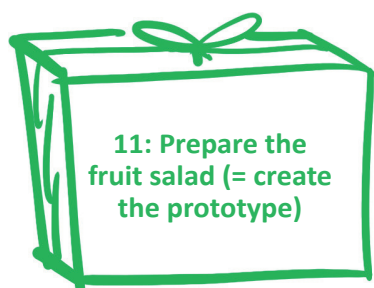 11: Prepare the
fruit salad (= create
the prototype)